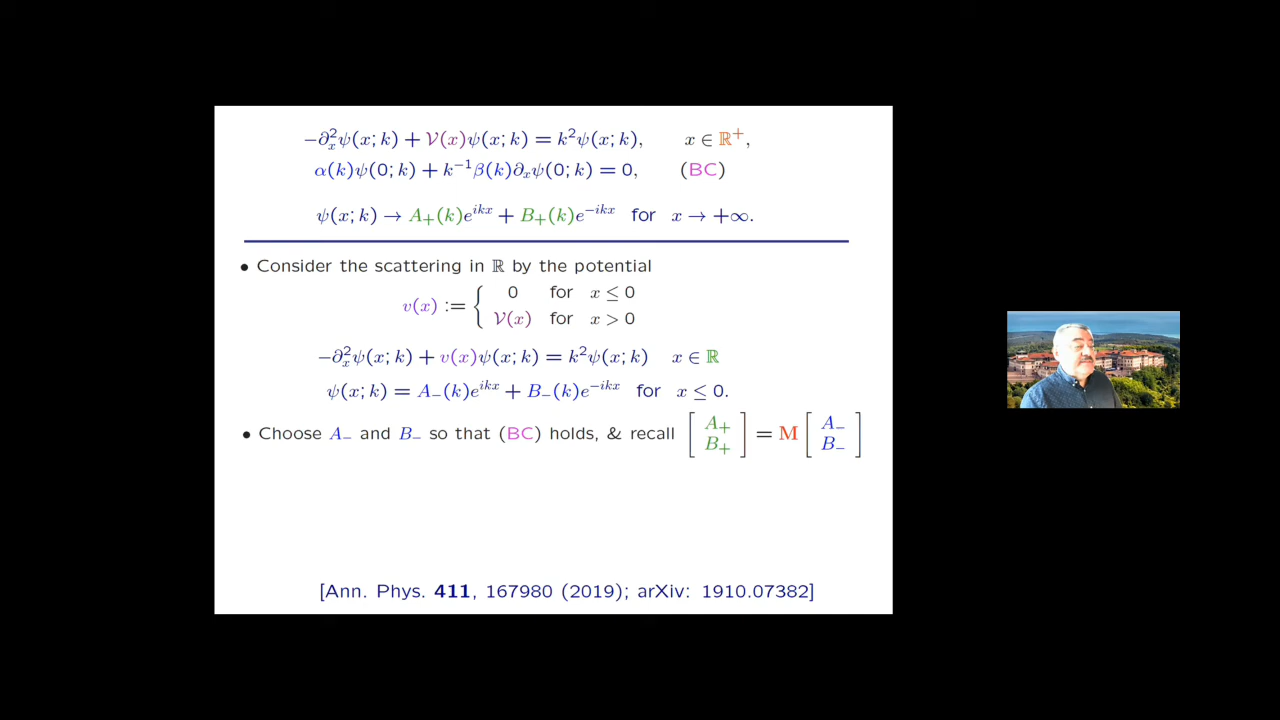 −∂ₓ²ψ(x; k) + 𝒱(x)ψ(x; k) = k²ψ(x; k), x ∈ ℝ⁺,
α(k)ψ(0; k) + k⁻¹β(k)∂ₓψ(0; k) = 0, (BC)
ψ(x; k) → A₊(k)e^{ikx} + B₊(k)e^{−ikx} for x → +∞.
• Consider the scattering in ℝ by the potential
v(x) := { 0 for x ≤ 0
𝒱(x) for x > 0
−∂ₓ²ψ(x; k) + v(x)ψ(x; k) = k²ψ(x; k) x ∈ ℝ
ψ(x; k) = A₋(k)e^{ikx} + B₋(k)e^{−ikx} for x ≤ 0.
• Choose A₋ and B₋ so that (BC) holds, & recall [A₊ B₊] = M [A₋ B₋]
[Ann. Phys. 411, 167980 (2019); arXiv: 1910.07382]